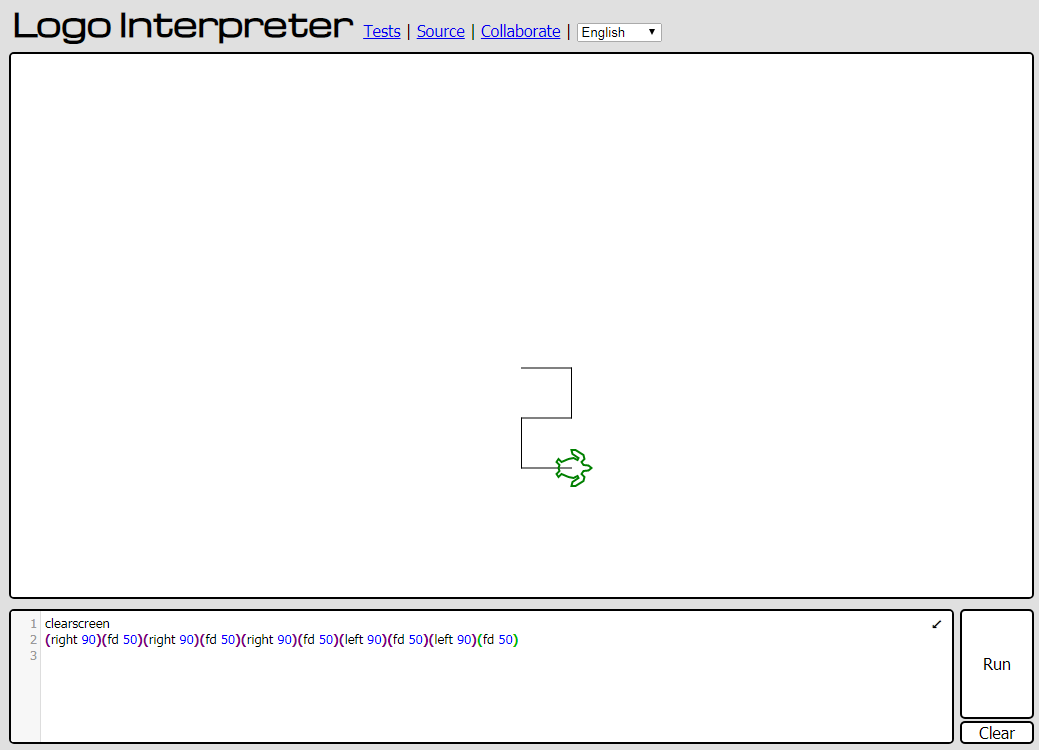 Logo Interpreter Tests | Source | Collaborate | English
1 clearscreen
2 (right 90)(fd 50)(right 90)(fd 50)(right 90)(fd 50)(left 90)(fd 50)(left 90)(fd 50)
3
Run
Clear